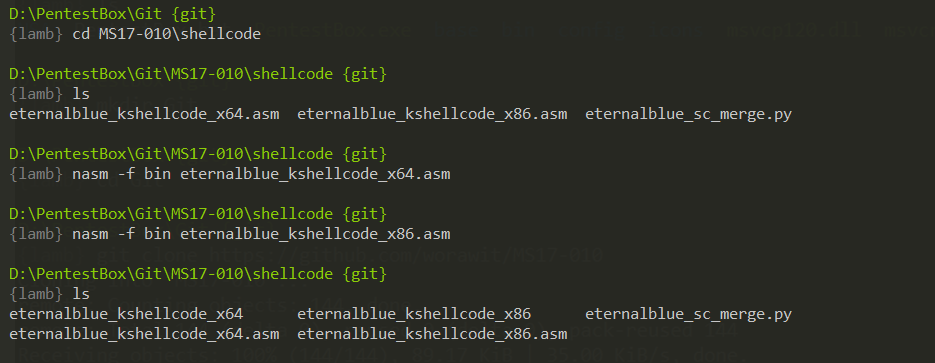 D:\PentestBox\Git {git}
{lamb} cd MS17-010\shellcode
D:\PentestBox\Git\MS17-010\shellcode {git}
{lamb} ls
eternalblue_kshellcode_x64.asm  eternalblue_kshellcode_x86.asm  eternalblue_sc_merge.py
D:\PentestBox\Git\MS17-010\shellcode {git}
{lamb} nasm -f bin eternalblue_kshellcode_x64.asm
D:\PentestBox\Git\MS17-010\shellcode {git}
{lamb} nasm -f bin eternalblue_kshellcode_x86.asm
D:\PentestBox\Git\MS17-010\shellcode {git}
{lamb} ls
eternalblue_kshellcode_x64      eternalblue_kshellcode_x86      eternalblue_sc_merge.py
eternalblue_kshellcode_x64.asm  eternalblue_kshellcode_x86.asm